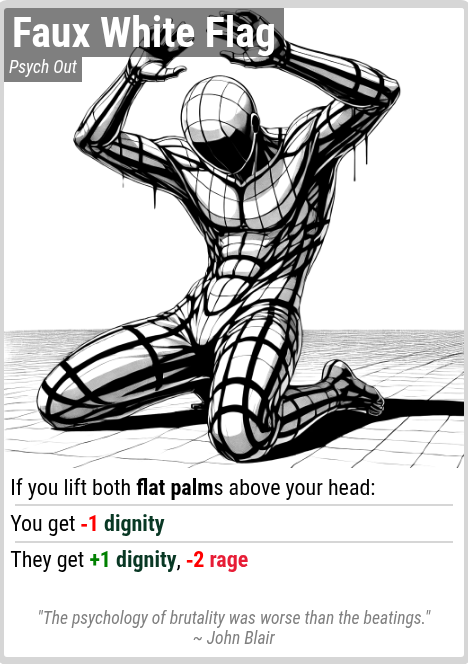 Faux White Flag
Psych Out
If you lift both flat palms above your head:
You get -1 dignity
They get +1 dignity, -2 rage
"The psychology of brutality was worse than the beatings."
~ John Blair